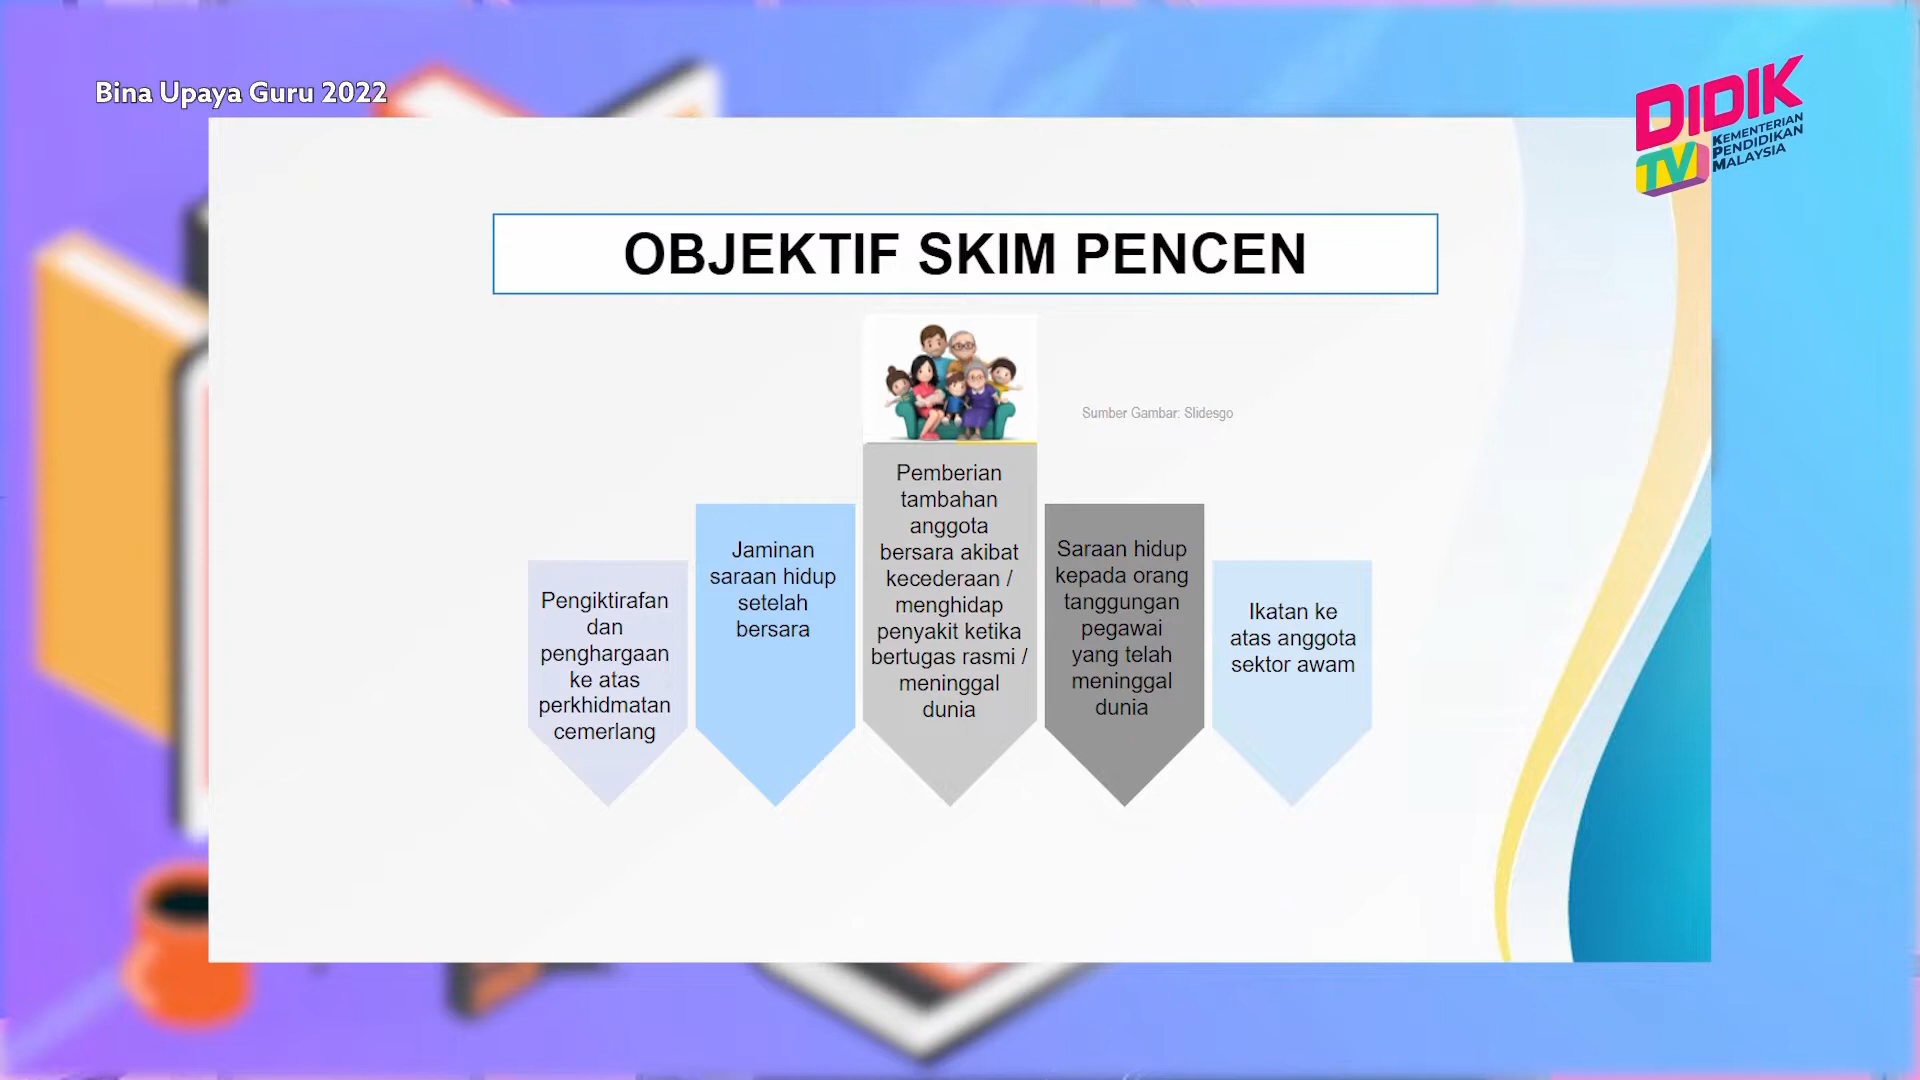 Bina Upaya Guru 2022
DIDIK
TV
KEMENTERIAN
PENDIDIKAN
MALAYSIA
OBJEKTIF SKIM PENCEN
Sumber Gambar: Slidesgo
Pengiktirafan
dan
penghargaan
ke atas
perkhidmatan
cemerlang
Jaminan
saraan hidup
setelah
bersara
Pemberian
tambahan
anggota
bersara akibat
kecederaan /
menghidap
penyakit ketika
bertugas rasmi /
meninggal
dunia
Saraan hidup
kepada orang
tanggungan
pegawai
yang telah
meninggal
dunia
Ikatan ke
atas anggota
sektor awam